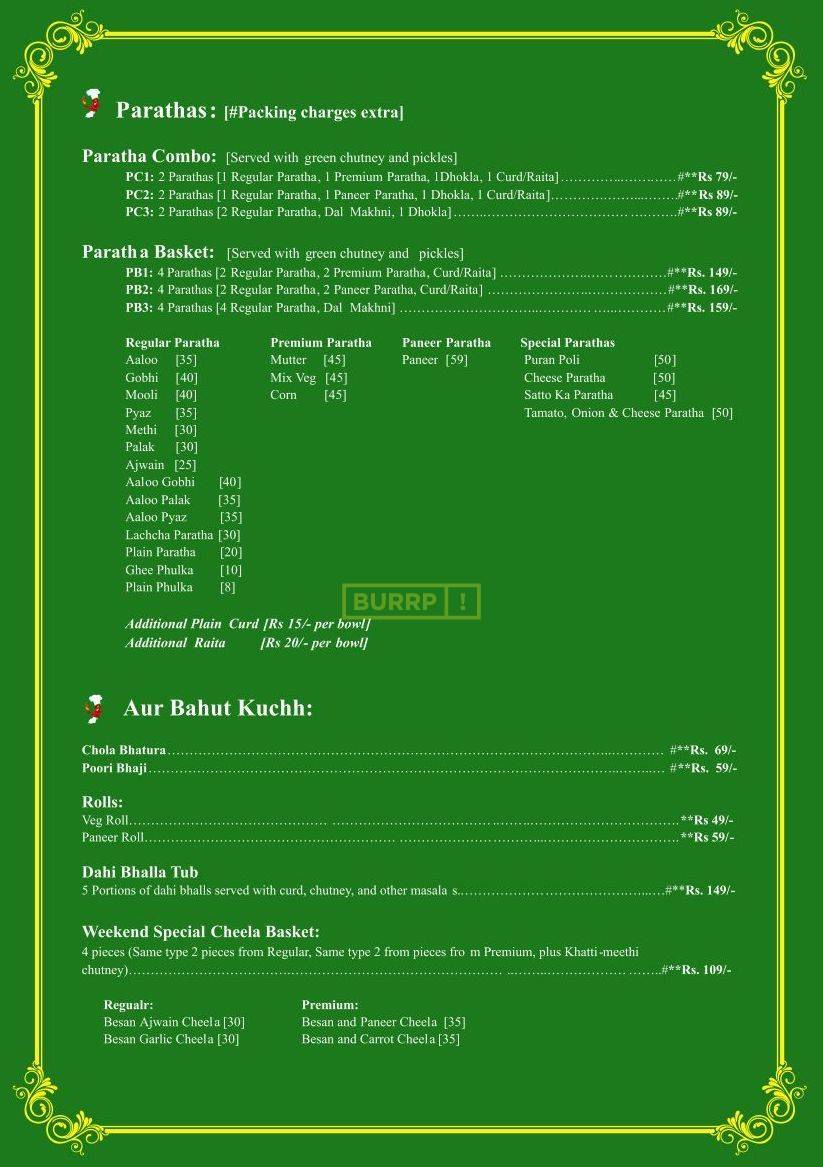 Parathas: [#Packing charges extra]
Paratha Combo: [Served with green chutney and pickles]
PC1: 2 Parathas [1 Regular Paratha, 1 Premium Paratha, 1Dhokla, 1 Curd/Raita]........................#**Rs 79/-
PC2: 2 Parathas [1 Regular Paratha, 1 Paneer Paratha, 1 Dhokla, 1 Curd/Raita]........................#**Rs 89/-
PC3: 2 Parathas [2 Regular Paratha, Dal Makhni, 1 Dhokla]........................#**Rs 89/-
Paratha Basket: [Served with green chutney and pickles]
PB1: 4 Parathas [2 Regular Paratha, 2 Premium Paratha, Curd/Raita] ........................#**Rs. 149/-
PB2: 4 Parathas [2 Regular Paratha, 2 Paneer Paratha, Curd/Raita] ........................#**Rs. 169/-
PB3: 4 Parathas [4 Regular Paratha, Dal Makhni] ........................#**Rs. 159/-
Regular Paratha Premium Paratha Paneer Paratha Special Parathas
Aaloo [35] Mutter [45] Paneer [59] Puran Poli [50]
Gobhi [40] Mix Veg [45] Cheese Paratha [50]
Mooli [40] Corn [45] Satto Ka Paratha [45]
Pyaz [35] Tamato, Onion & Cheese Paratha [50]
Methi [30]
Palak [30]
Ajwain [25]
Aaloo Gobhi [40]
Aaloo Palak [35]
Aaloo Pyaz [35]
Lachcha Paratha [30]
Plain Paratha [20]
Ghee Phulka [10]
Plain Phulka [8]
BURRP !
Additional Plain Curd [Rs 15/- per bowl]
Additional Raita [Rs 20/- per bowl]
Aur Bahut Kuchh:
Chola Bhatura........................ #**Rs. 69/-
Poori Bhaji........................ #**Rs. 59/-
Rolls:
Veg Roll........................**Rs 49/-
Paneer Roll........................**Rs 59/-
Dahi Bhalla Tub
5 Portions of dahi bhalls served with curd, chutney, and other masala s.........................#**Rs. 149/-
Weekend Special Cheela Basket:
4 pieces (Same type 2 pieces from Regular, Same type 2 from pieces fro m Premium, plus Khatti-meethi
chutney)........................#**Rs. 109/-
Regualr: Premium:
Besan Ajwain Cheela [30] Besan and Paneer Cheela [35]
Besan Garlic Cheela [30] Besan and Carrot Cheela [35]